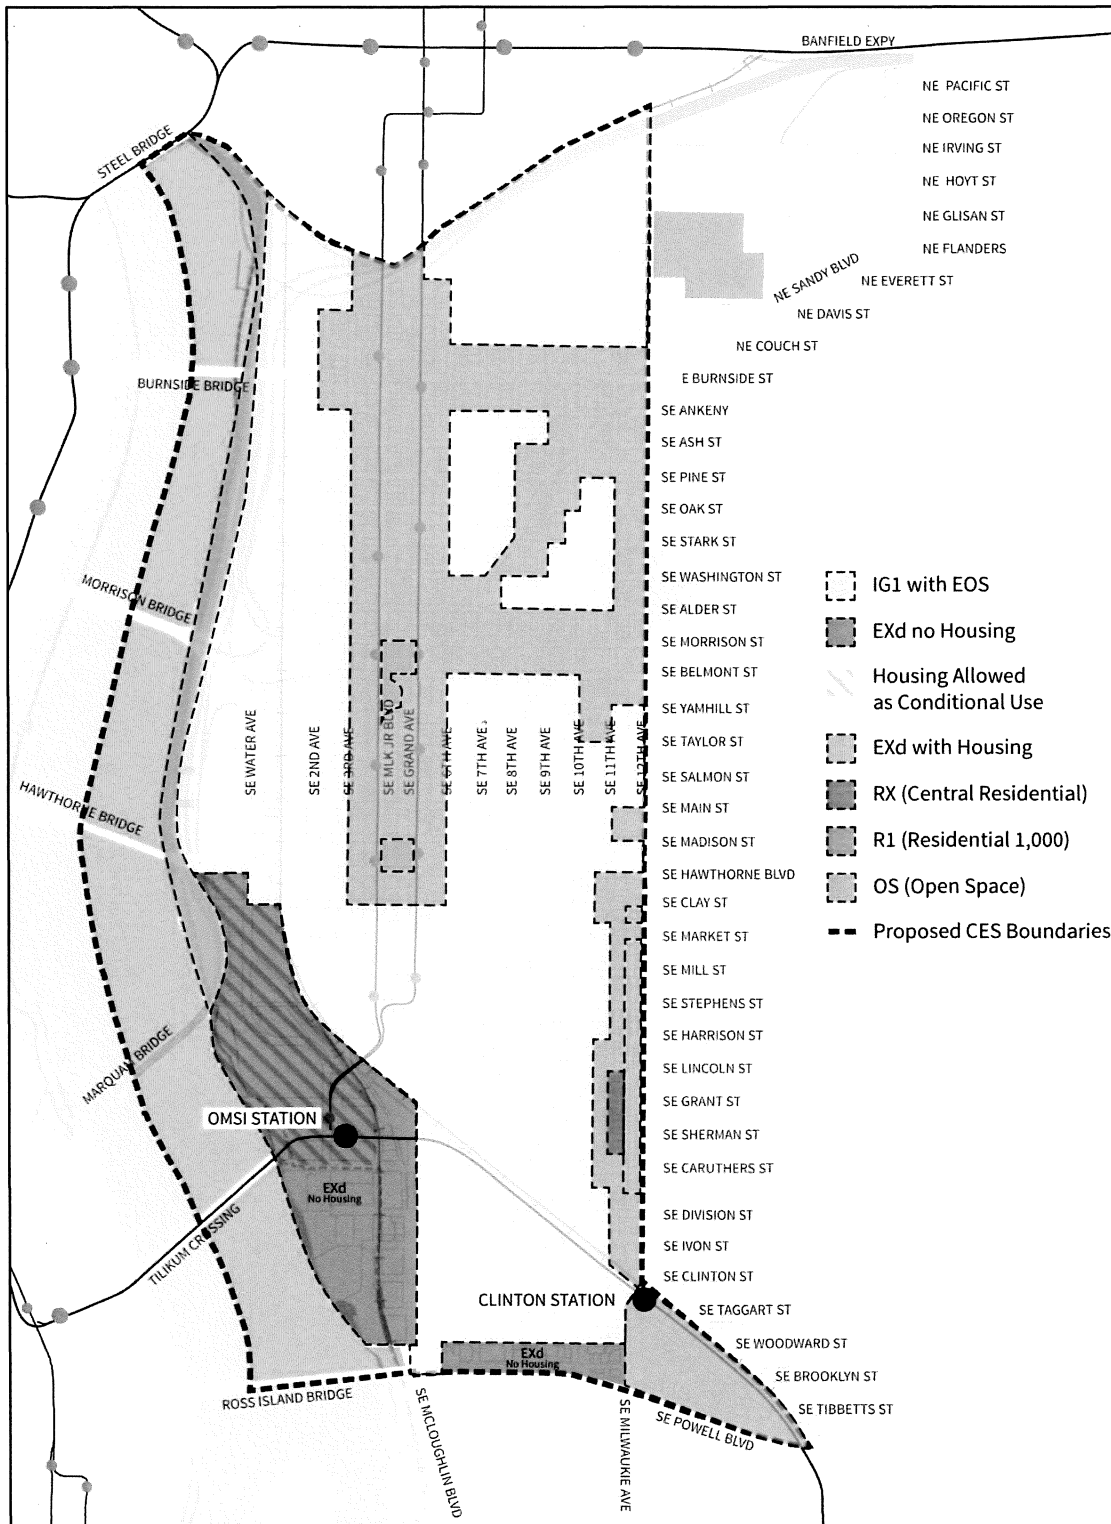 BANFIELD EXPY
NE PACIFIC ST
NE OREGON ST
STEEL BRIDGE
NE IRVING ST
NE HOYT ST
NE GLISAN ST
NE FLANDERS
NE SANDY BLVD
NE EVERETT ST
NE DAVIS ST
NE COUCH ST
BURNSIDE BRIDGE
E BURNSIDE ST
SE ANKENY
SE ASH ST
SE PINE ST
SE OAK ST
SE STARK ST
SE WASHINGTON ST
SE ALDER ST
MORRISON BRIDGE
SE MORRISON ST
SE BELMONT ST
SE YAMHILL ST
SE TAYLOR ST
SE SALMON ST
SE WATER AVE
SE 2ND AVE
SE 3RD AVE
SE MLK JR BLVD
SE GRAND AVE
SE 6TH AVE
SE 7TH AVE
SE 8TH AVE
SE 9TH AVE
SE 10TH AVE
SE 11TH AVE
SE 12TH AVE
HAWTHORNE BRIDGE
SE MAIN ST
SE MADISON ST
SE HAWTHORNE BLVD
SE CLAY ST
SE MARKET ST
SE MILL ST
SE STEPHENS ST
SE HARRISON ST
SE LINCOLN ST
SE GRANT ST
SE SHERMAN ST
SE CARUTHERS ST
SE DIVISION ST
SE IVON ST
SE CLINTON ST
IG1 with EOS
EXd no Housing
Housing Allowed
as Conditional Use
EXd with Housing
RX (Central Residential)
R1 (Residential 1,000)
OS (Open Space)
Proposed CES Boundaries
MARQUAM BRIDGE
OMSI STATION
EXd
No Housing
TILIKUM CROSSING
CLINTON STATION
SE TAGGART ST
SE WOODWARD ST
SE BROOKLYN ST
SE TIBBETTS ST
EXd
No Housing
ROSS ISLAND BRIDGE
SE MCLOUGHLIN BLVD
SE MILWAUKIE AVE
SE POWELL BLVD